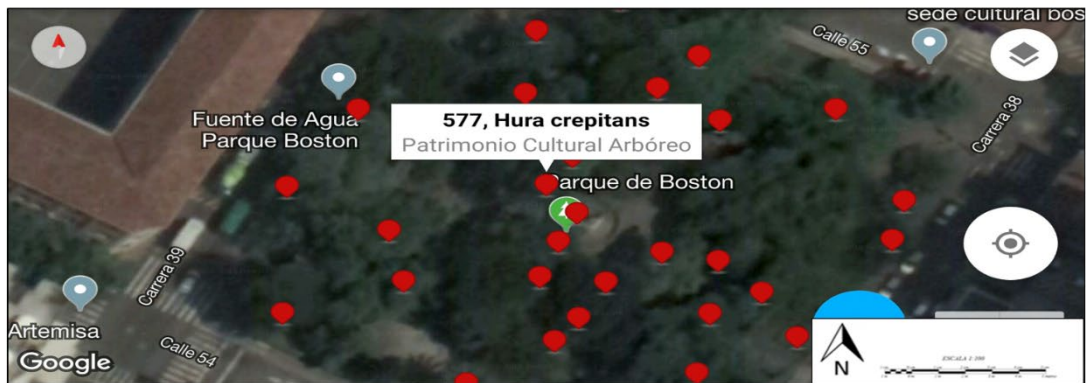 sede cultural bos
Calle 55
Carrera 38
Fuente de Agua
Parque Boston
577, Hura crepitans
Patrimonio Cultural Arbóreo
Parque de Boston
Carrera 39
Artemisa
Calle 54
Google
N